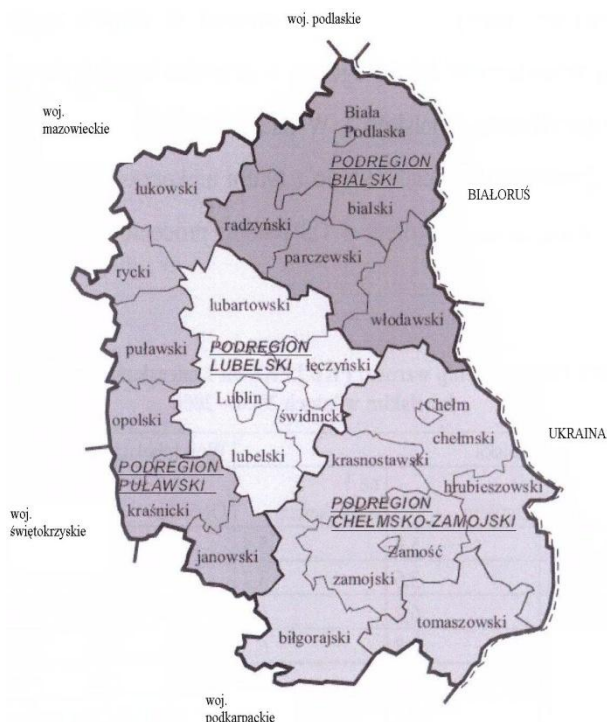 woj. podlaskie
woj.
mazowieckie
Biała
Podlaska
PODREGION
BIALSKI
łukowski
bialski
BIAŁORUŚ
radzyński
parczewski
rycki
lubartowski
włodawski
puławski
PODREGION
LUBELSKI
łęczyński
Lublin
świdnicki
Chełm
opolski
chełmski
UKRAINA
lubelski
krasnostawski
PODREGION
PUŁAWSKI
hrubieszowski
kraśnicki
PODREGION
CHEŁMSKO-ZAMOJSKI
woj.
świętokrzyskie
janowski
Zamość
zamojski
tomaszowski
biłgorajski
woj.
podkarpackie